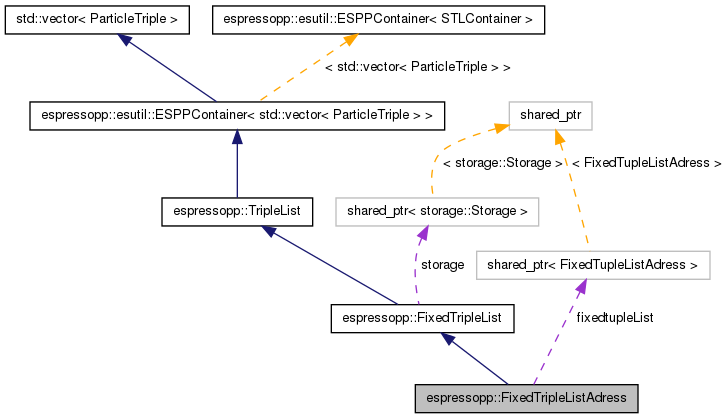 std::vector< ParticleTriple >
espressopp::esutil::ESPPContainer< STLContainer >
< std::vector< ParticleTriple > >
espressopp::esutil::ESPPContainer< std::vector< ParticleTriple > >
shared_ptr
< storage::Storage >
< FixedTupleListAdress >
espressopp::TripleList
shared_ptr< storage::Storage >
storage
shared_ptr< FixedTupleListAdress >
espressopp::FixedTripleList
fixedtupleList
espressopp::FixedTripleListAdress